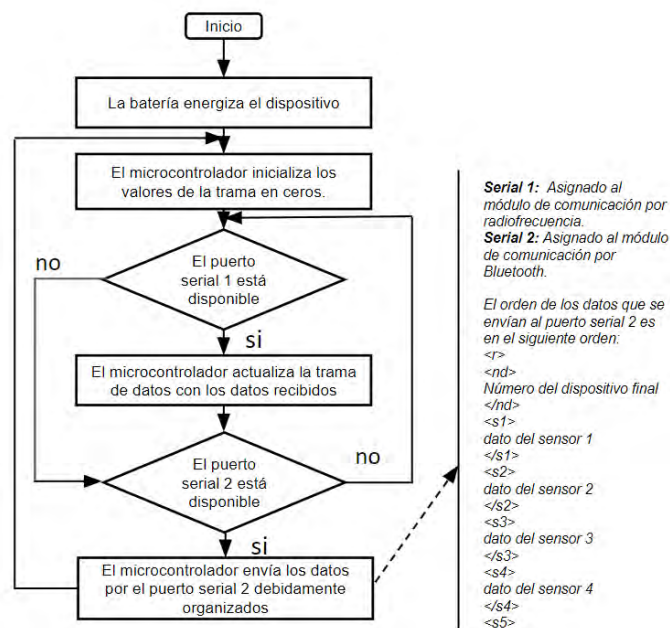 Inicio
La batería energiza el dispositivo
El microcontrolador inicializa los
valores de la trama en ceros.
no
El puerto
serial 1 está
disponible
si
El microcontrolador actualiza la trama
de datos con los datos recibidos
El puerto
serial 2 está
disponible
no
si
El microcontrolador envía los datos
por el puerto serial 2 debidamente
organizados
Serial 1: Asignado al
módulo de comunicación por
radiofrecuencia.
Serial 2: Asignado al módulo
de comunicación por
Bluetooth.
El orden de los datos que se
envían al puerto serial 2 es
en el siguiente orden:
<r>
<nd>
Número del dispositivo final
</nd>
<s1>
dato del sensor 1
</s1>
<s2>
dato del sensor 2
</s2>
<s3>
dato del sensor 3
</s3>
<s4>
dato del sensor 4
</s4>
<s5>